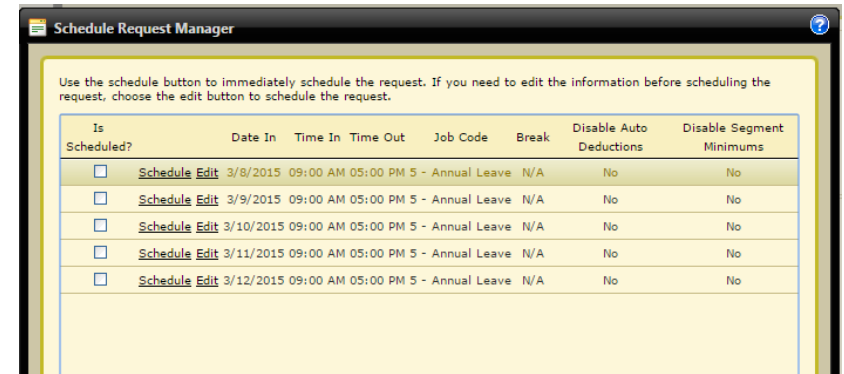 Schedule Request Manager
?
Use the schedule button to immediately schedule the request. If you need to edit the information before scheduling the
request, choose the edit button to schedule the request.
Is Scheduled? Date In Time In Time Out Job Code Break Disable Auto Deductions Disable Segment Minimums
Schedule Edit 3/8/2015 09:00 AM 05:00 PM 5 - Annual Leave N/A No No
Schedule Edit 3/9/2015 09:00 AM 05:00 PM 5 - Annual Leave N/A No No
Schedule Edit 3/10/2015 09:00 AM 05:00 PM 5 - Annual Leave N/A No No
Schedule Edit 3/11/2015 09:00 AM 05:00 PM 5 - Annual Leave N/A No No
Schedule Edit 3/12/2015 09:00 AM 05:00 PM 5 - Annual Leave N/A No No